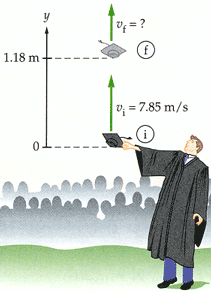 y
v_f = ?
f
1.18 m
v_i = 7.85 m/s
0
i